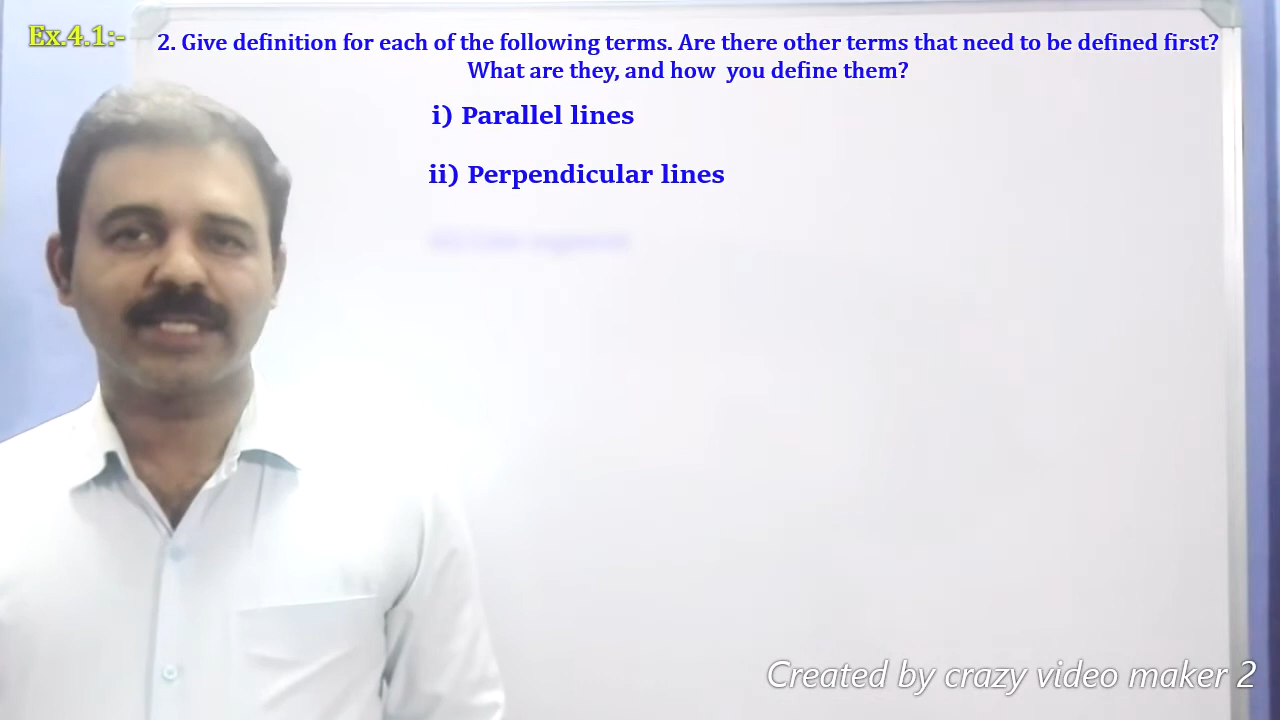 Ex.4.1:-
2. Give definition for each of the following terms. Are there other terms that need to be defined first?
What are they, and how you define them?
i) Parallel lines
ii) Perpendicular lines
Created by crazy video maker 2